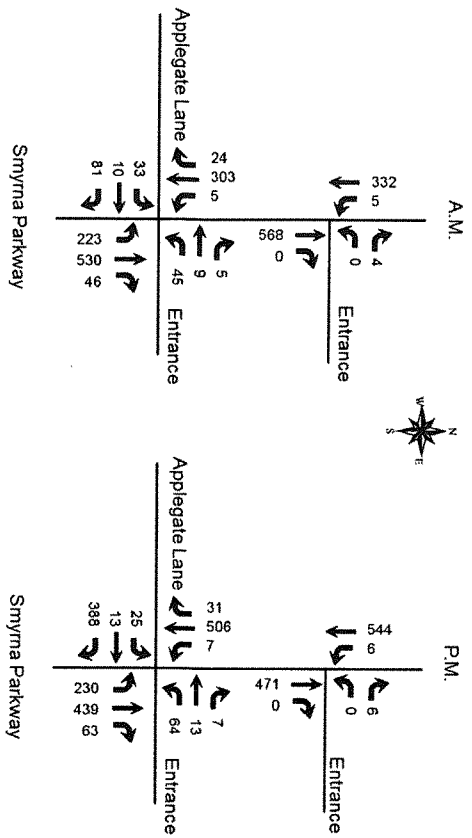 A.M.
332
5
4
0
568
0
Entrance
Applegate Lane
24
303
5
5
9
45
Entrance
33
10
81
223
530
46
Smyrna Parkway
N
W
E
S
P.M.
544
6
6
0
471
0
Entrance
Applegate Lane
31
506
7
7
13
64
Entrance
25
13
388
230
439
63
Smyrna Parkway